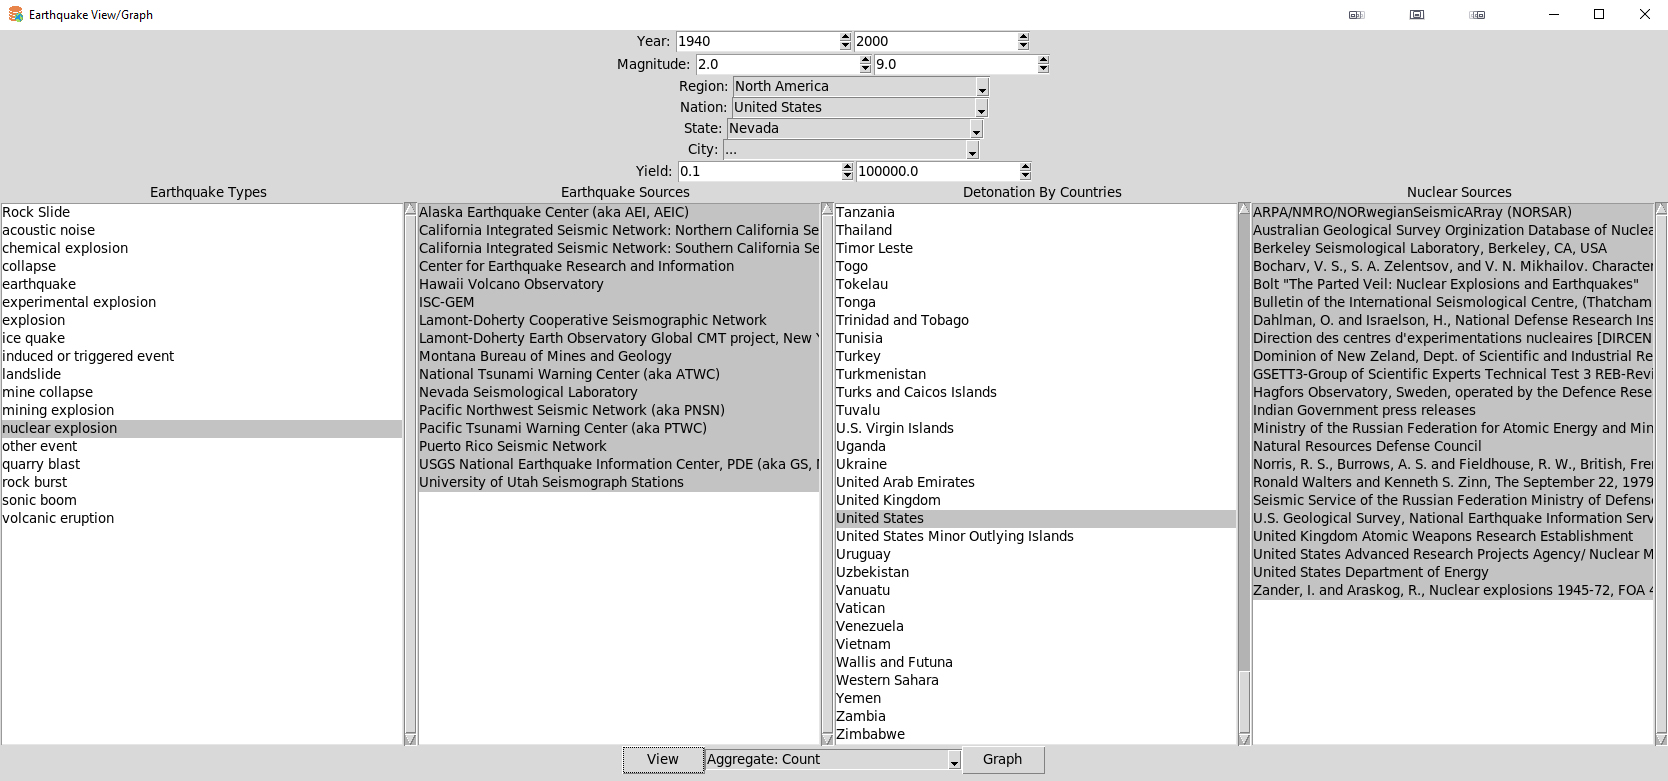 Earthquake View/Graph
Year: 1940 2000
Magnitude: 2.0 9.0
Region: North America
Nation: United States
State: Nevada
City: ...
Yield: 0.1 100000.0
Earthquake Types
Rock Slide
acoustic noise
chemical explosion
collapse
earthquake
experimental explosion
explosion
ice quake
induced or triggered event
landslide
mine collapse
mining explosion
nuclear explosion
other event
quarry blast
rock burst
sonic boom
volcanic eruption
Earthquake Sources
Alaska Earthquake Center (aka AEI, AEIC)
California Integrated Seismic Network: Northern California Se
California Integrated Seismic Network: Southern California Se
Center for Earthquake Research and Information
Hawaii Volcano Observatory
ISC-GEM
Lamont-Doherty Cooperative Seismographic Network
Lamont-Doherty Earth Observatory Global CMT project, New Y
Montana Bureau of Mines and Geology
National Tsunami Warning Center (aka ATWC)
Nevada Seismological Laboratory
Pacific Northwest Seismic Network (aka PNSN)
Pacific Tsunami Warning Center (aka PTWC)
Puerto Rico Seismic Network
USGS National Earthquake Information Center, PDE (aka GS, N
University of Utah Seismograph Stations
Detonation By Countries
Tanzania
Thailand
Timor Leste
Togo
Tokelau
Tonga
Trinidad and Tobago
Tunisia
Turkey
Turkmenistan
Turks and Caicos Islands
Tuvalu
U.S. Virgin Islands
Uganda
Ukraine
United Arab Emirates
United Kingdom
United States
United States Minor Outlying Islands
Uruguay
Uzbekistan
Vanuatu
Vatican
Venezuela
Vietnam
Wallis and Futuna
Western Sahara
Yemen
Zambia
Zimbabwe
Nuclear Sources
ARPA/NMRO/NORwegianSeismicARray (NORSAR)
Australian Geological Survey Orginization Database of Nuclea
Berkeley Seismological Laboratory, Berkeley, CA, USA
Bocharv, V. S., S. A. Zelentsov, and V. N. Mikhailov. Character
Bolt "The Parted Veil: Nuclear Explosions and Earthquakes"
Bulletin of the International Seismological Centre, (Thatcham
Dahlman, O. and Israelson, H., National Defense Research Ins
Direction des centres d'experimentations nucleaires [DIRCEN
Dominion of New Zeland, Dept. of Scientific and Industrial Re
GSETT3-Group of Scientific Experts Technical Test 3 REB-Revi
Hagfors Observatory, Sweden, operated by the Defence Rese
Indian Government press releases
Ministry of the Russian Federation for Atomic Energy and Min
Natural Resources Defense Council
Norris, R. S., Burrows, A. S. and Fieldhouse, R. W., British, Fre
Ronald Walters and Kenneth S. Zinn, The September 22, 1979
Seismic Service of the Russian Federation Ministry of Defens
U.S. Geological Survey, National Earthquake Information Serv
United Kingdom Atomic Weapons Research Establishment
United States Advanced Research Projects Agency/ Nuclear M
United States Department of Energy
Zander, I. and Araskog, R., Nuclear explosions 1945-72, FOA 4
View Aggregate: Count Graph